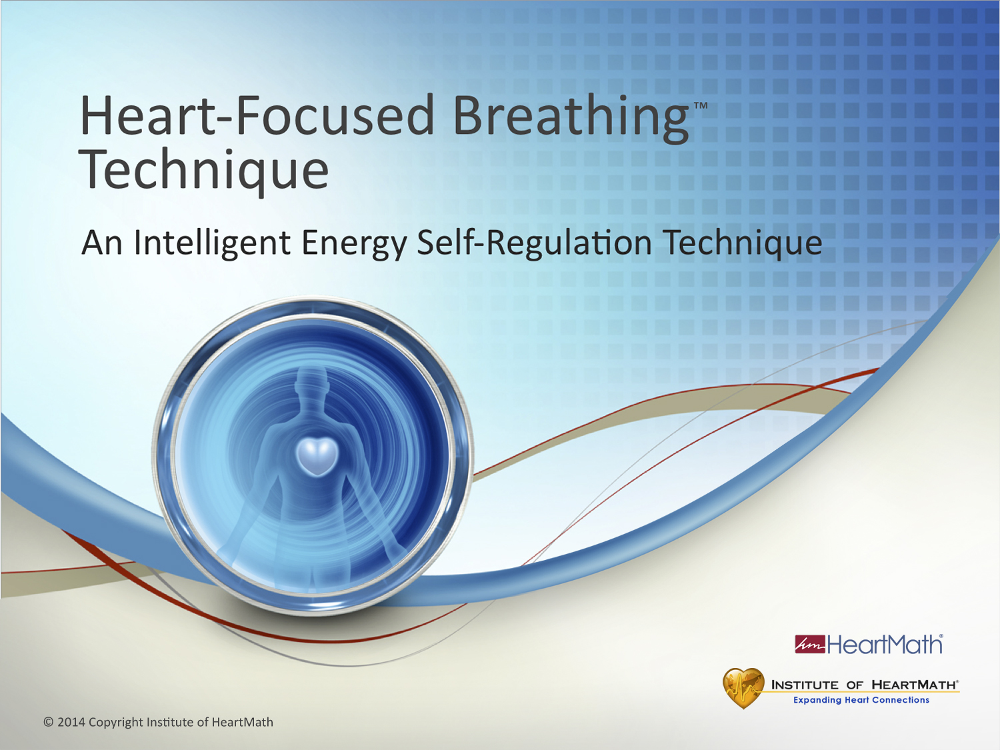 Heart-Focused Breathing™
Technique
An Intelligent Energy Self-Regulation Technique
hm HeartMath®
INSTITUTE OF HEARTMATH®
Expanding Heart Connections
© 2014 Copyright Institute of HeartMath